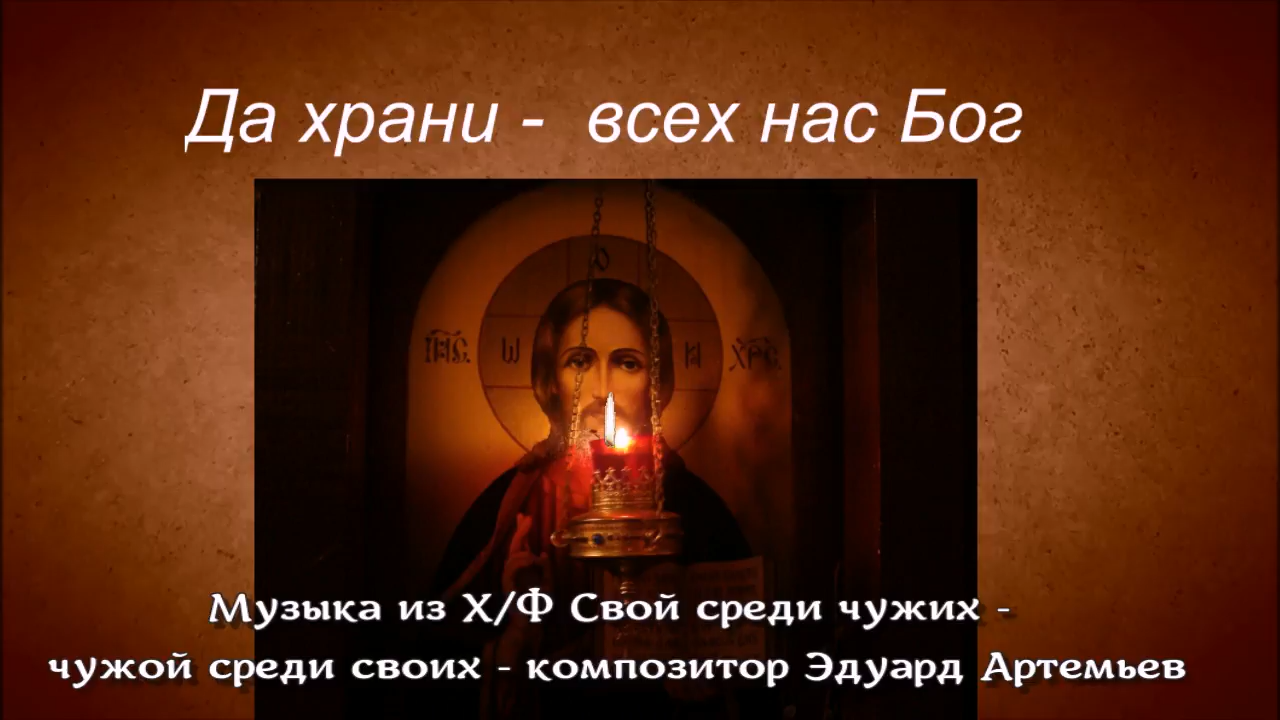 Да храни - всех нас Бог
О
І҃И҃С Ѡ Н Х҃Р҃С
Музыка из Х/Ф Свой среди чужих -
чужой среди своих - композитор Эдуард Артемьев